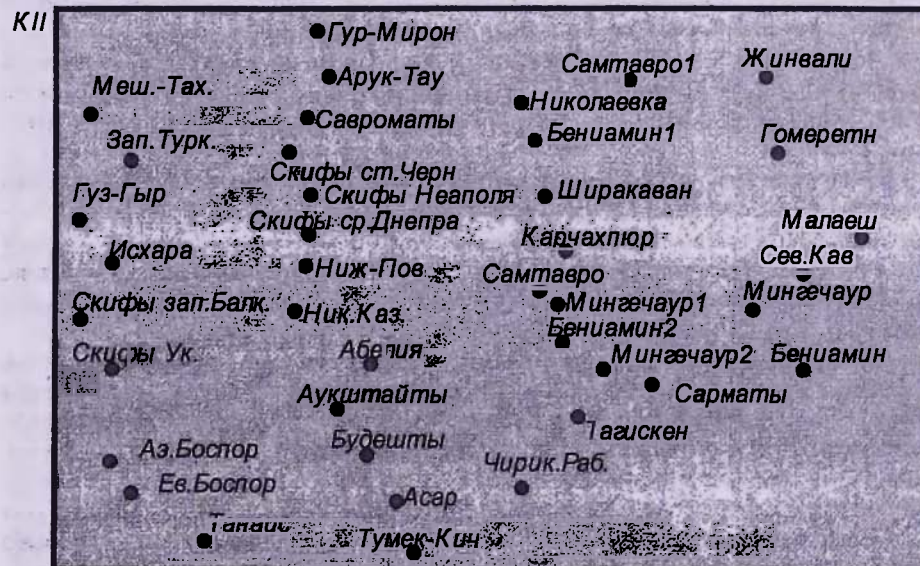 KII
Гур-Мирон
Жинвали
Самтавро1
Арук-Тау
Меш.-Тах.
Николаевка
Савроматы
Бениамин1
Гомеретн
Зап.Турк.
Скифы ст.Черн
Гуз-Гыр
Скифы Неаполя
Ширакаван
Скифы ср.Днепра
Малаеш
Карчахпюр
Исхара
Сев.Кав
Ниж-Пов
Самтавро
Мингечаур
Скифы зап.Балк.
Ник.Каз.
Мингечаур1
Бениамин2
Скифы Ук.
Мингечаур2
Бениамин
Аукштайты
Сарматы
Тагискен
Будешты
Аз.Боспор
Чирик.Раб.
Ев.Боспор
Асар
Танаис
Тумек-Кич